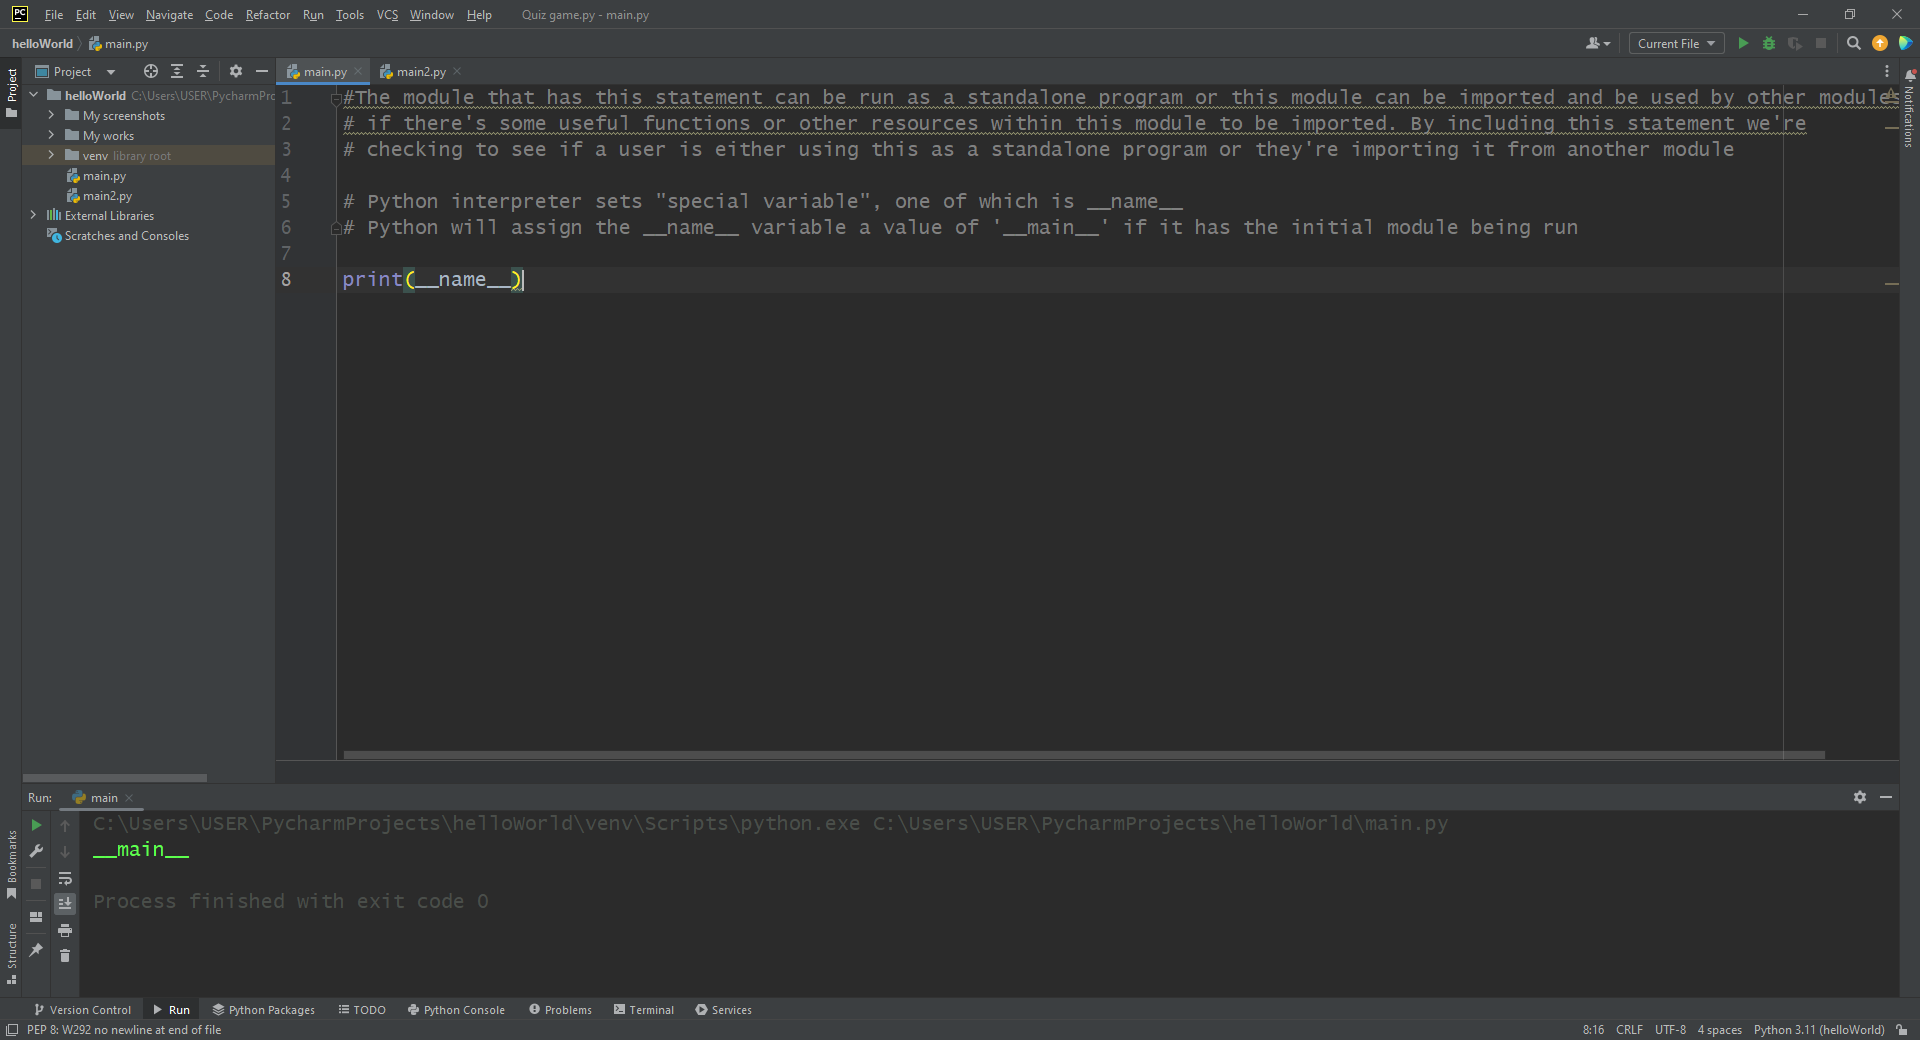 PC File Edit View Navigate Code Refactor Run Tools VCS Window Help Quiz game.py - main.py
helloWorld main.py Current File
Project main.py main2.py
helloWorld C:\Users\USER\PycharmPro
My screenshots
My works
venv library root
main.py
main2.py
External Libraries
Scratches and Consoles
Project
Bookmarks
Structure
Notifications
1 #The module that has this statement can be run as a standalone program or this module can be imported and be used by other modules
2 # if there's some useful functions or other resources within this module to be imported. By including this statement we're
3 # checking to see if a user is either using this as a standalone program or they're importing it from another module
4
5 # Python interpreter sets "special variable", one of which is __name__
6 # Python will assign the __name__ variable a value of '__main__' if it has the initial module being run
7
8 print(__name__)
Run: main
C:\Users\USER\PycharmProjects\helloWorld\venv\Scripts\python.exe C:\Users\USER\PycharmProjects\helloWorld\main.py
__main__
Process finished with exit code 0
Version Control Run Python Packages TODO Python Console Problems Terminal Services
PEP 8: W292 no newline at end of file 8:16 CRLF UTF-8 4 spaces Python 3.11 (helloWorld)